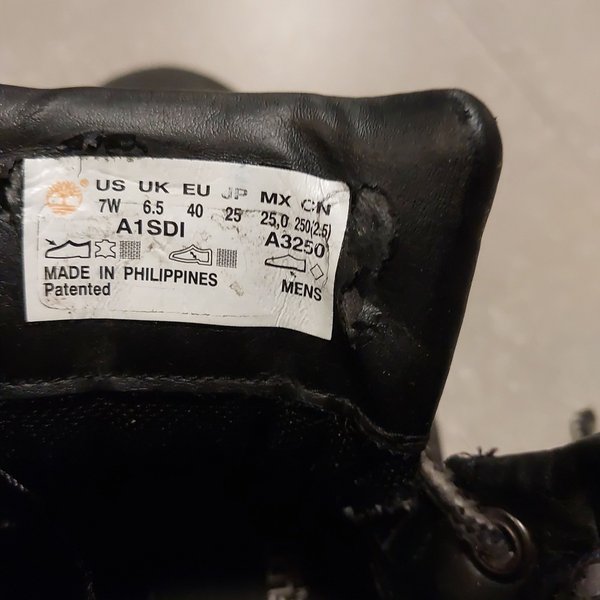 US UK EU JP MX CN
7W 6.5 40 25 25,0 250(2.5)
A1SDI A3250
MADE IN PHILIPPINES
Patented MENS